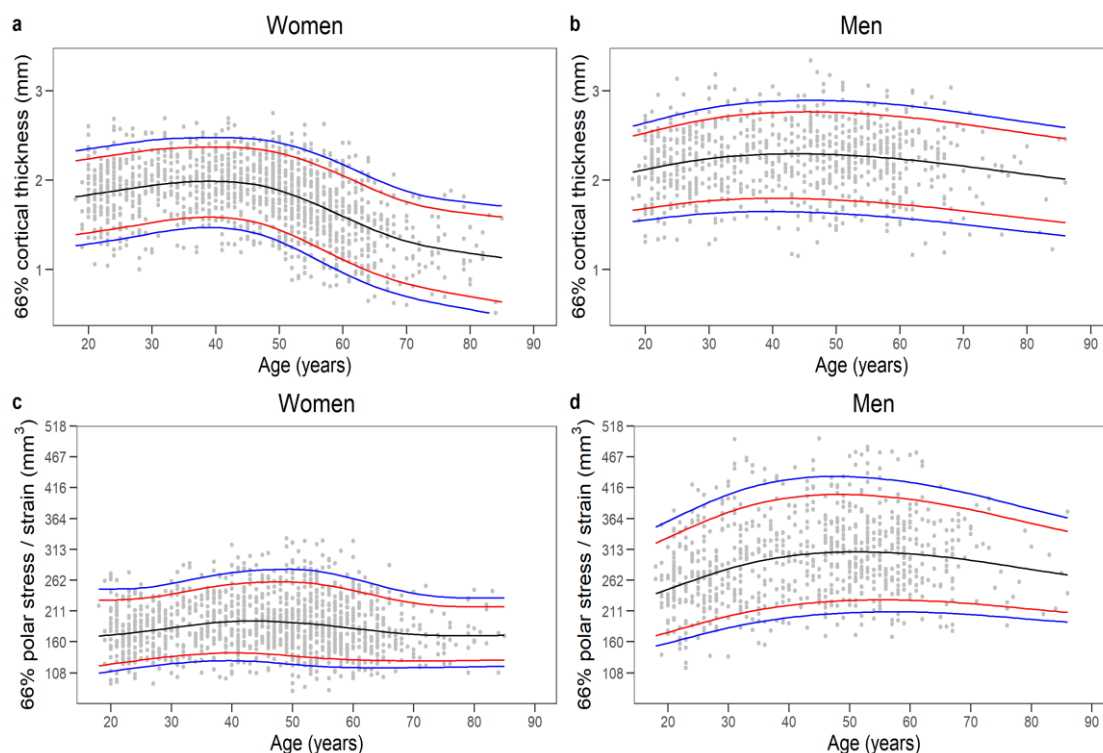 a Women
66% cortical thickness (mm)
3
2
1
20 30 40 50 60 70 80 90
Age (years)
b Men
66% cortical thickness (mm)
3
2
1
20 30 40 50 60 70 80 90
Age (years)
c Women
66% polar stress / strain (mm³)
518
467
416
364
313
262
211
160
108
20 30 40 50 60 70 80 90
Age (years)
d Men
66% polar stress / strain (mm³)
518
467
416
364
313
262
211
160
108
20 30 40 50 60 70 80 90
Age (years)